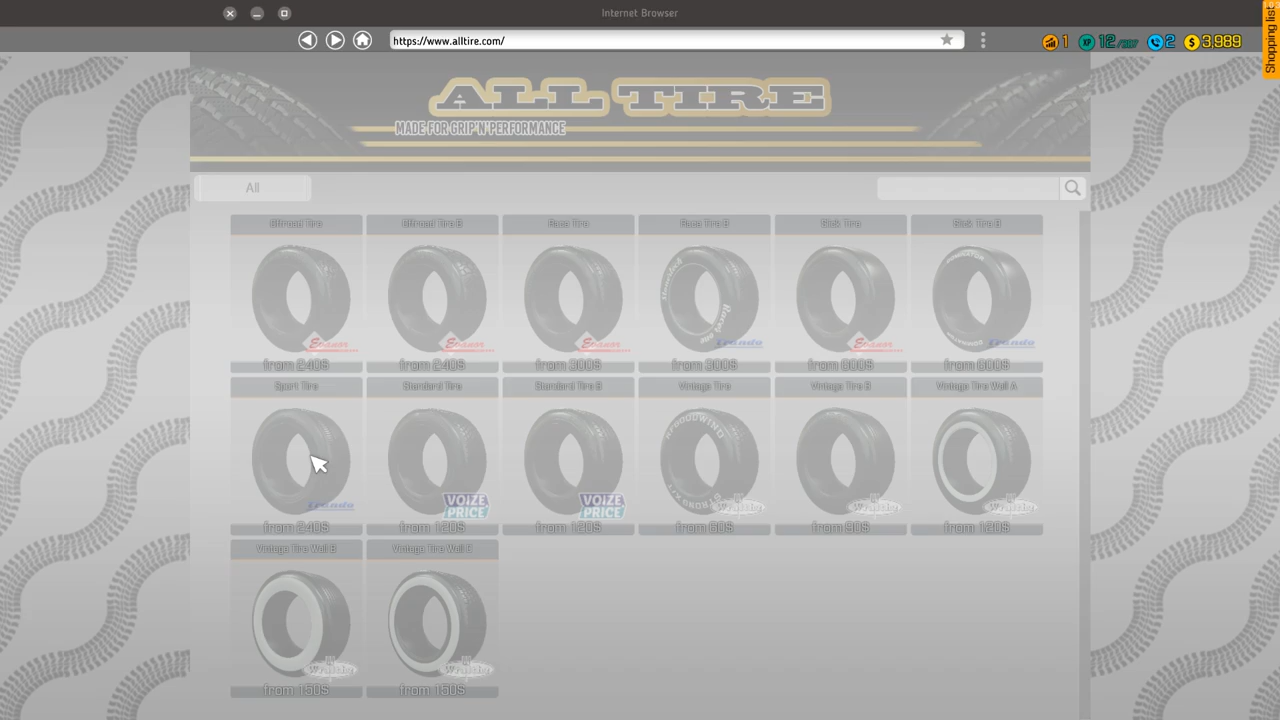 Internet Browser
https://www.alltire.com/
1
12
2
$ 3,989
Shopping list
ALL TIRE
MADE FOR GRIP'N'PERFORMANCE
All
Offroad Tire
Offroad Tire B
Race Tire
Race Tire B
Slick Tire
Slick Tire B
from 240$
from 240$
from 300$
from 300$
from 600$
from 600$
Sport Tire
Standard Tire
Standard Tire B
Vintage Tire
Vintage Tire B
Vintage Tire Wall A
VOIZE PRICE
VOIZE PRICE
from 240$
from 120$
from 120$
from 90$
from 90$
from 120$
Vintage Tire Wall B
Vintage Tire Wall C
from 150$
from 150$